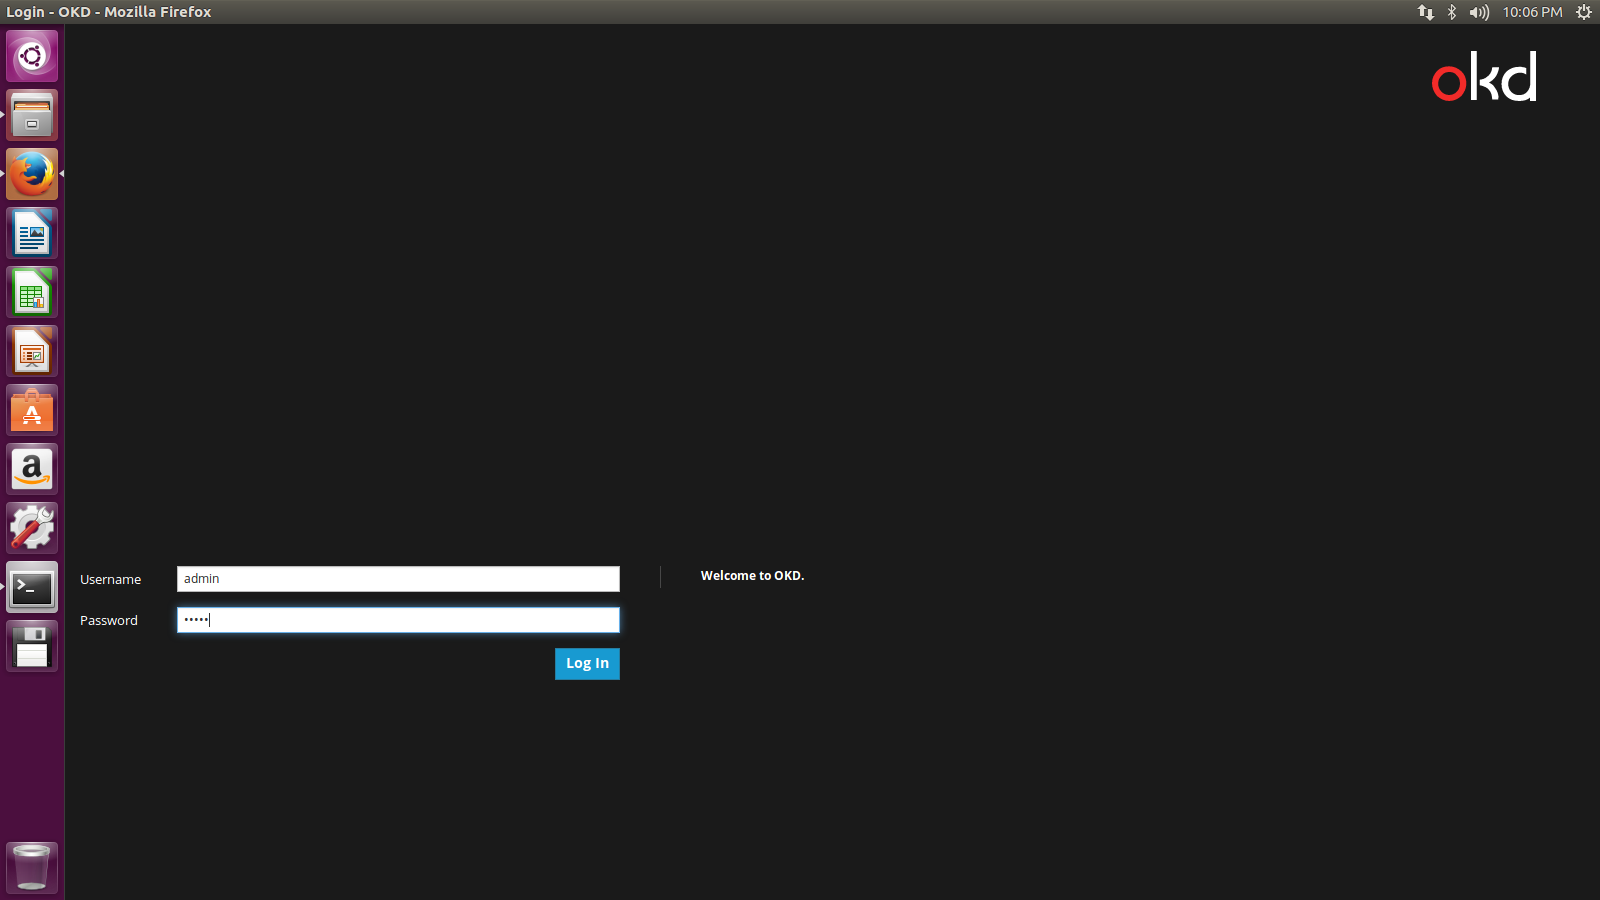 Login - OKD - Mozilla Firefox
10:06 PM
okd
Username
admin
Welcome to OKD.
Password
•••••
Log In